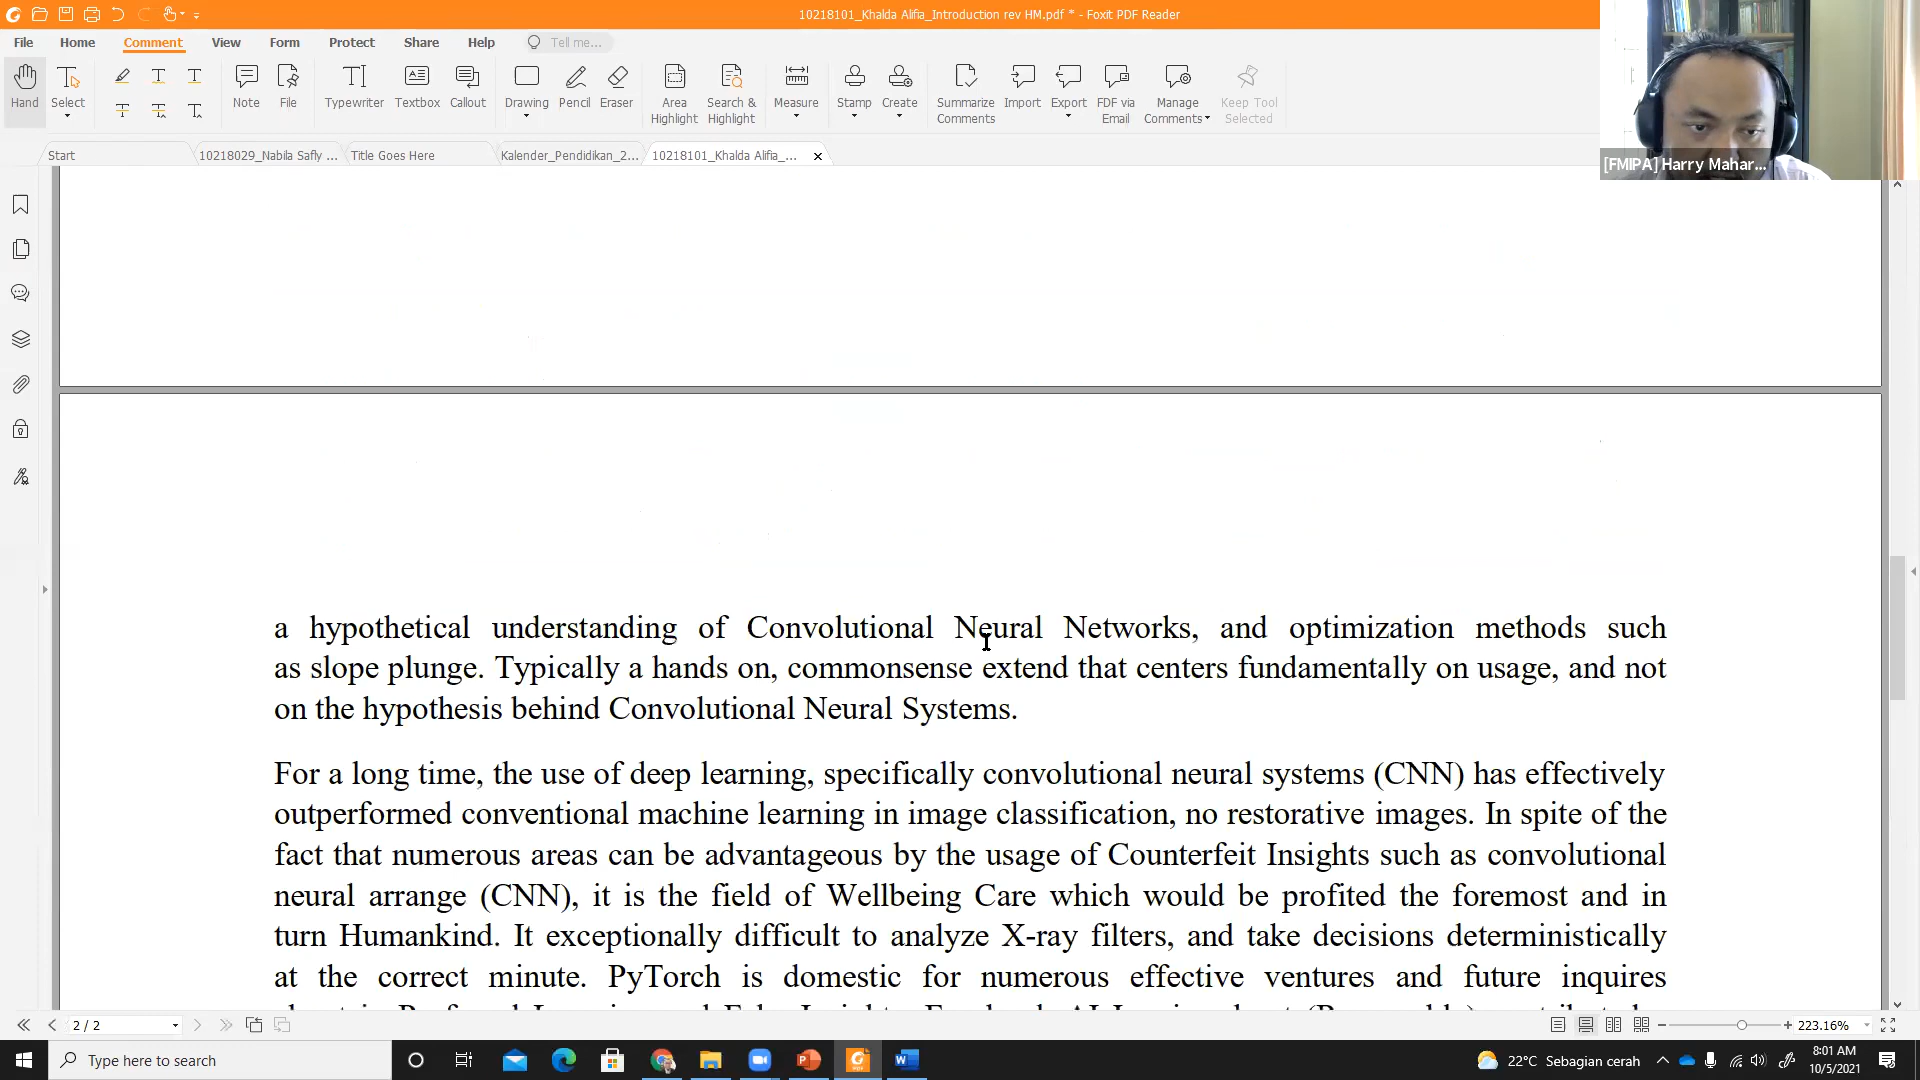 10218101_Khalda Alifia_Introduction rev HM.pdf * - Foxit PDF Reader
File Home Comment View Form Protect Share Help Tell me...
Hand Select Note File Typewriter Textbox Callout Drawing Pencil Eraser Area Highlight Search & Highlight Measure Stamp Create Summarize Comments Import Export FDF via Email Manage Comments Keep Tool Selected
[FMIPA] Harry Mahar...
Start 10218029_Nabila Safly ... Title Goes Here Kalender_Pendidikan_2... 10218101_Khalda Alifia_...
a hypothetical understanding of Convolutional Neural Networks, and optimization methods such
as slope plunge. Typically a hands on, commonsense extend that centers fundamentally on usage, and not
on the hypothesis behind Convolutional Neural Systems.
For a long time, the use of deep learning, specifically convolutional neural systems (CNN) has effectively
outperformed conventional machine learning in image classification, no restorative images. In spite of the
fact that numerous areas can be advantageous by the usage of Counterfeit Insights such as convolutional
neural arrange (CNN), it is the field of Wellbeing Care which would be profited the foremost and in
turn Humankind. It exceptionally difficult to analyze X-ray filters, and take decisions deterministically
at the correct minute. PyTorch is domestic for numerous effective ventures and future inquires
2 / 2
223.16%
Type here to search
22°C Sebagian cerah
8:01 AM
10/5/2021